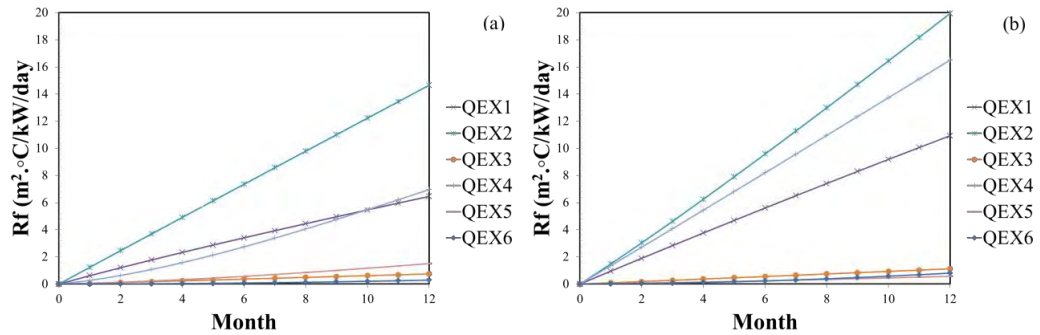 (a)
Rf (m².°C/kW/day)
20
18
16
14
12
10
8
6
4
2
0
0 2 4 6 8 10 12
Month
QEX1
QEX2
QEX3
QEX4
QEX5
QEX6
(b)
Rf (m².°C/kW/day)
20
18
16
14
12
10
8
6
4
2
0
0 2 4 6 8 10 12
Month
QEX1
QEX2
QEX3
QEX4
QEX5
QEX6